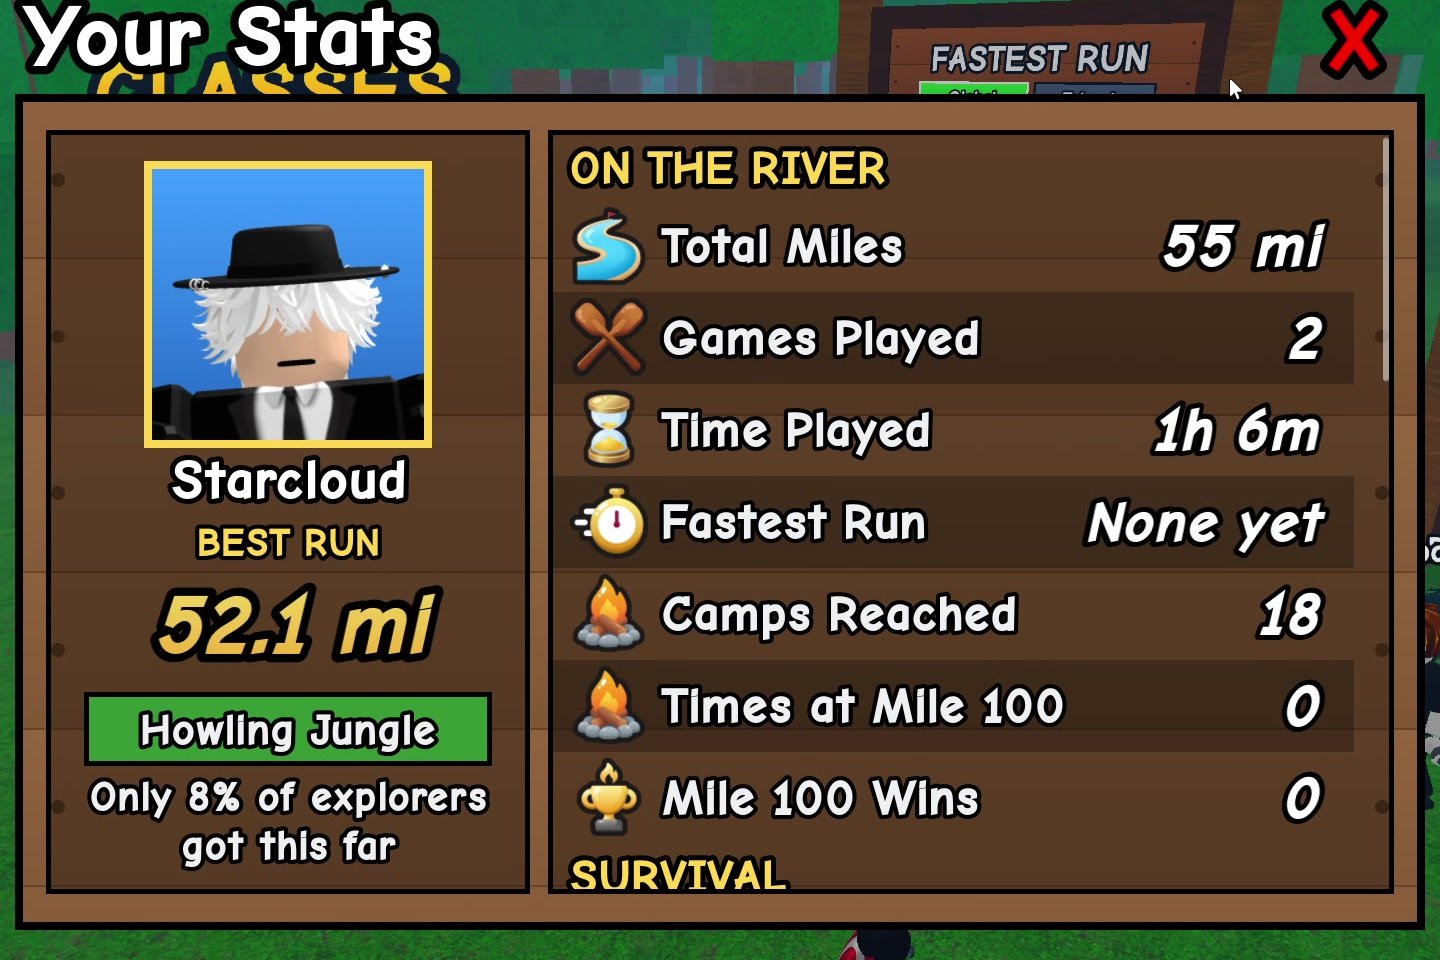 Your Stats
CLASSES
FASTEST RUN
Global
X
Starcloud
BEST RUN
52.1 mi
Howling Jungle
Only 8% of explorers
got this far
ON THE RIVER
Total Miles 55 mi
Games Played 2
Time Played 1h 6m
Fastest Run None yet
Camps Reached 18
Times at Mile 100 0
Mile 100 Wins 0
SURVIVAL